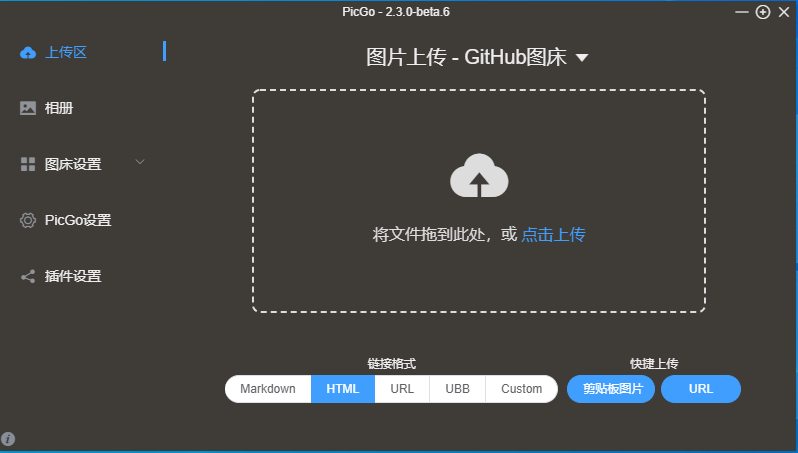 PicGo - 2.3.0-beta.6
上传区
相册
图床设置
PicGo设置
插件设置
图片上传 - GitHub图床
将文件拖到此处，或 点击上传
链接格式
Markdown HTML URL UBB Custom
快捷上传
剪贴板图片 URL
i